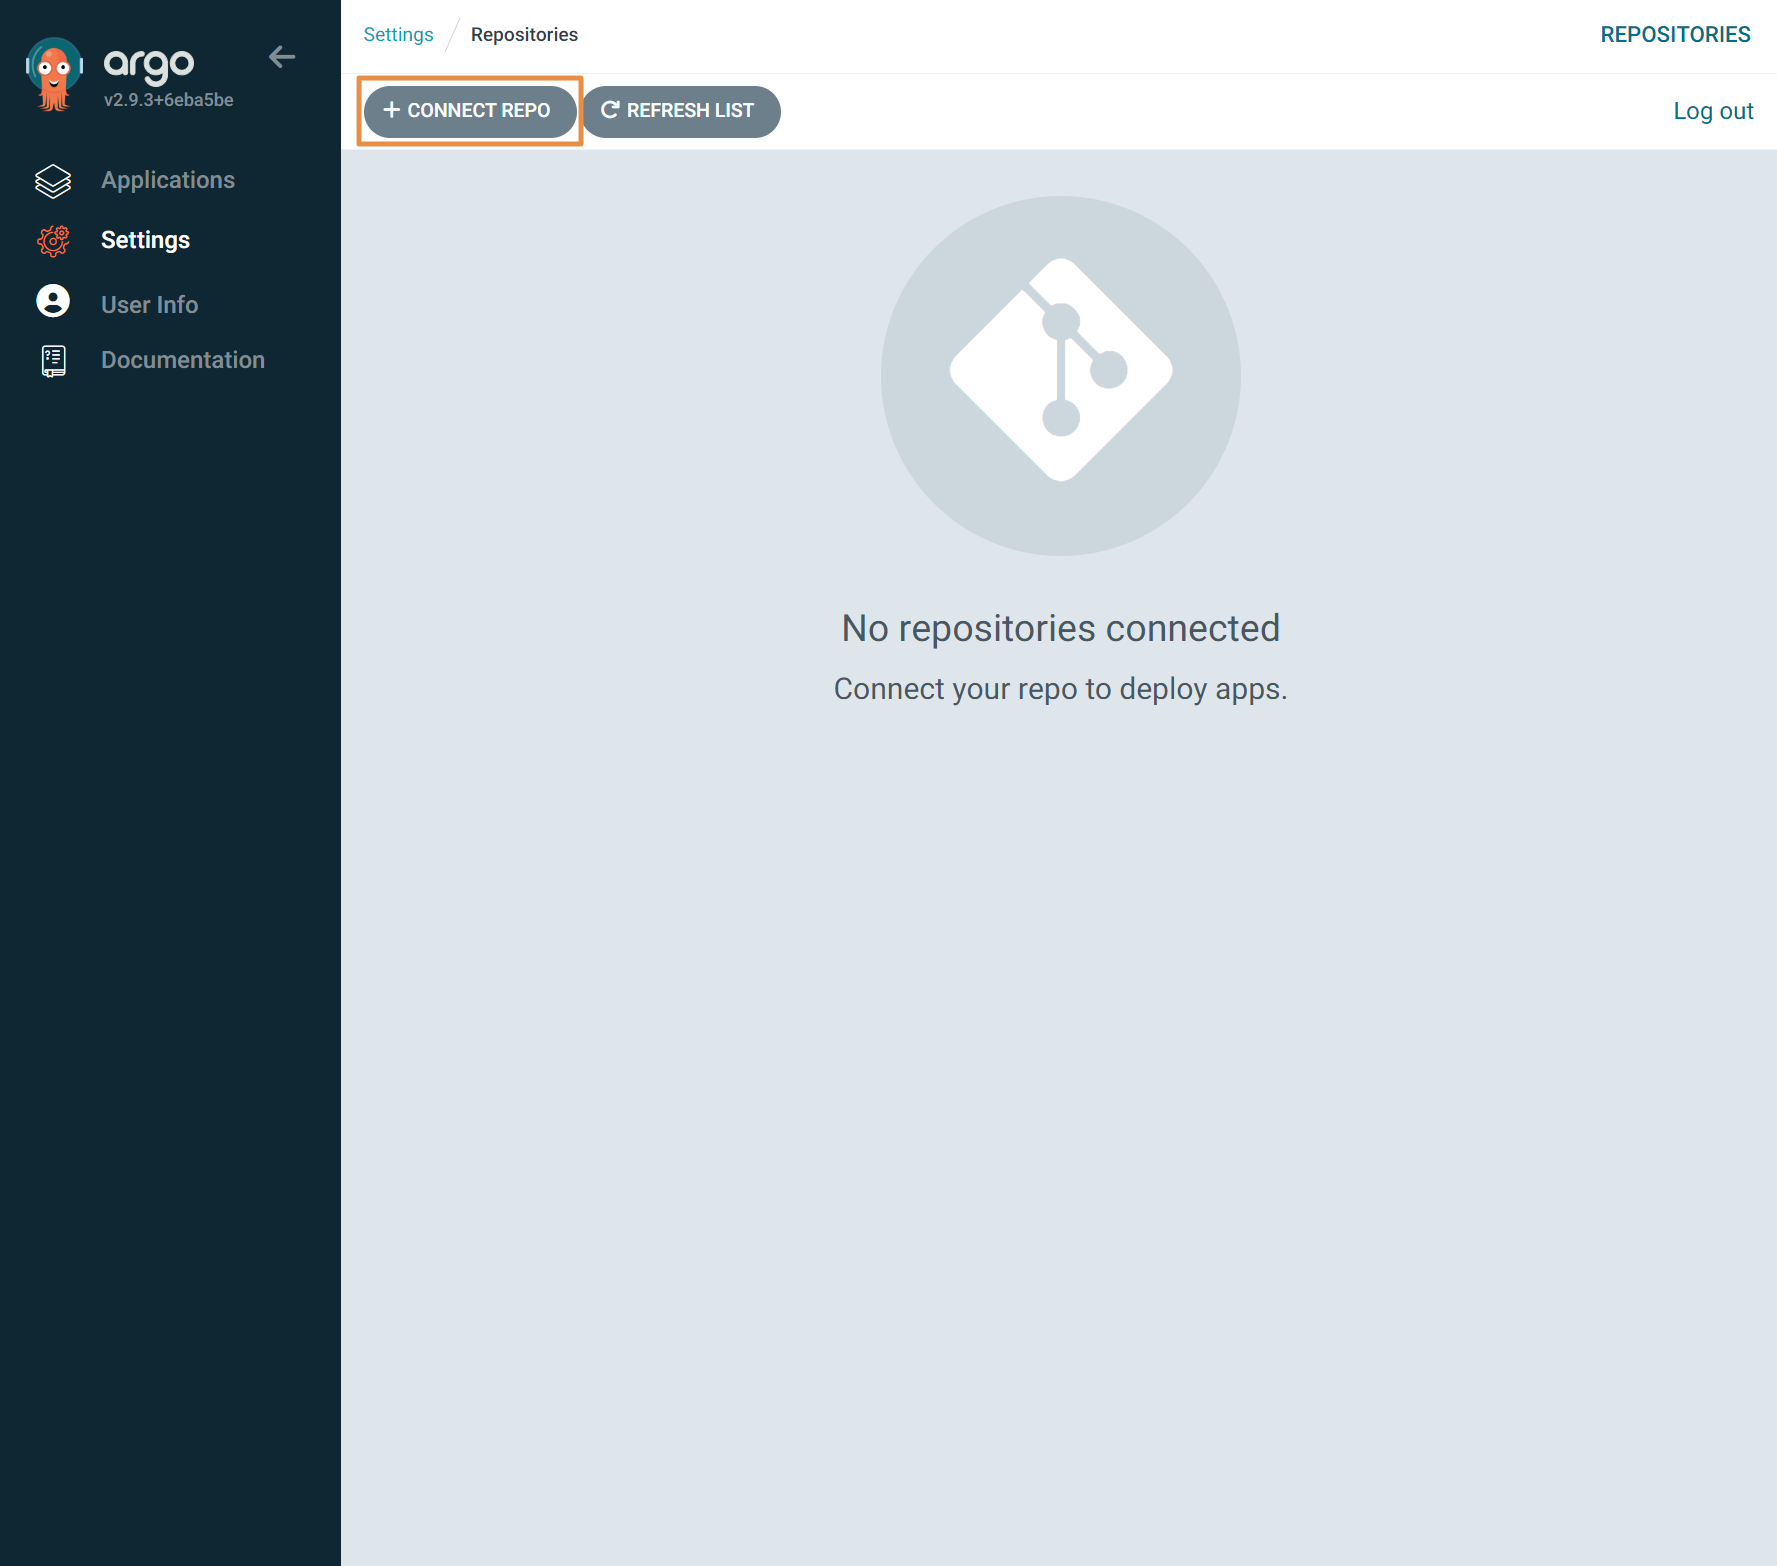 argo
v2.9.3+6eba5be
Applications
Settings
User Info
Documentation
Settings / Repositories
REPOSITORIES
+ CONNECT REPO
REFRESH LIST
Log out
No repositories connected
Connect your repo to deploy apps.